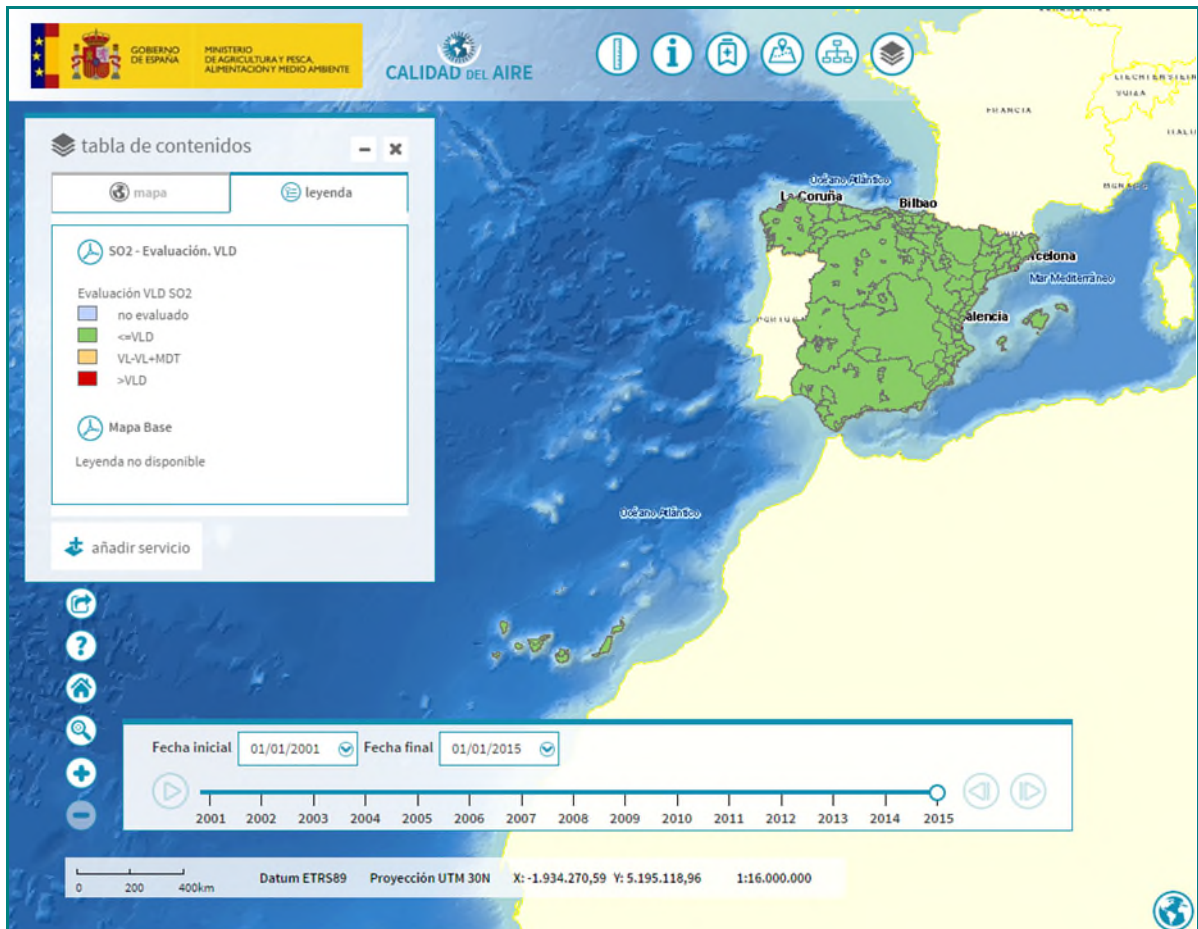 GOBIERNO
DE ESPAÑA
MINISTERIO
DE AGRICULTURA Y PESCA,
ALIMENTACIÓN Y MEDIO AMBIENTE
CALIDAD DEL AIRE
LIECHTENSTEIN
SUIZA
FRANCIA
ITALI
MÓNACO
tabla de contenidos
mapa
leyenda
SO2 - Evaluación. VLD
Evaluación VLD SO2
no evaluado
<=VLD
VL-VL+MDT
>VLD
Mapa Base
Leyenda no disponible
añadir servicio
Océano Atlántico
La Coruña
Bilbao
rcelona
Mar Mediterráneo
alencia
PORTUG
Océano Atlántico
Fecha inicial 01/01/2001 Fecha final 01/01/2015
2001 2002 2003 2004 2005 2006 2007 2008 2009 2010 2011 2012 2013 2014 2015
0 200 400km Datum ETRS89 Proyección UTM 30N X: -1.934.270,59 Y: 5.195.118,96 1:16.000.000